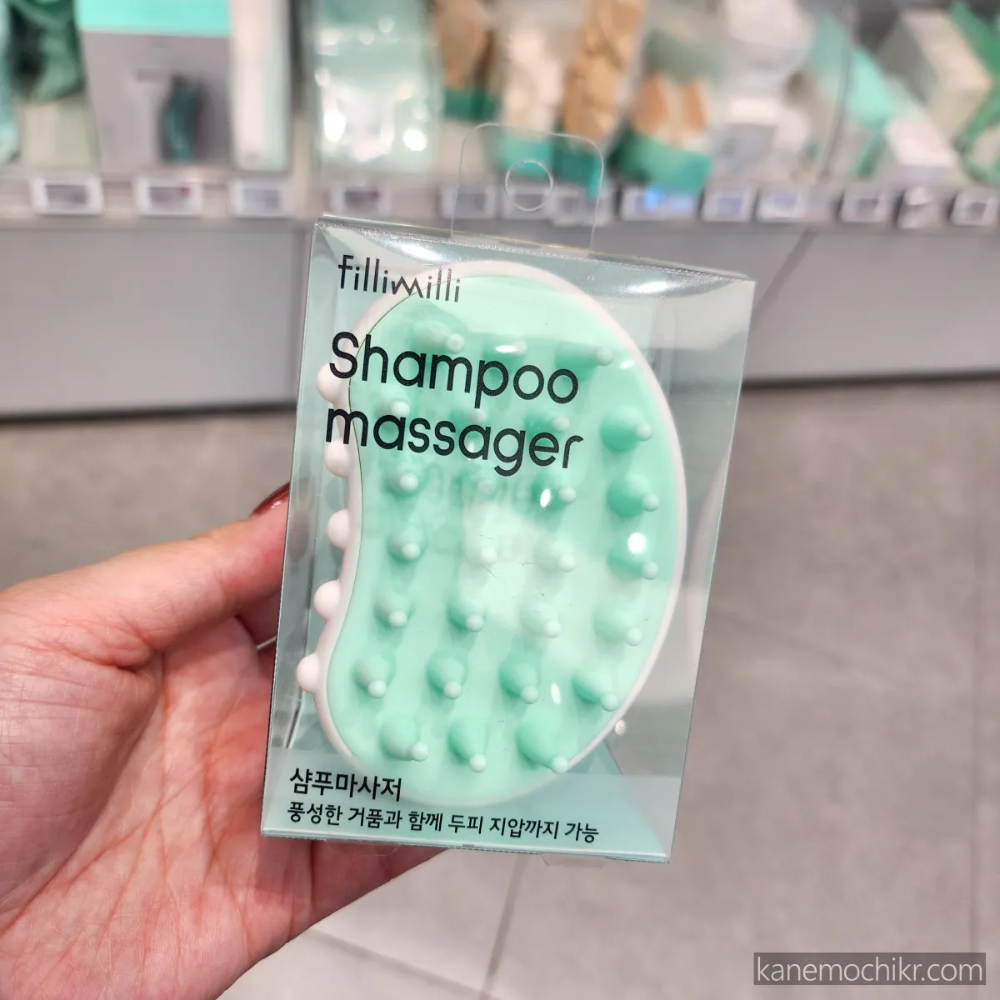 fillimilli
Shampoo
massager
샴푸마사저
풍성한 거품과 함께 두피 지압까지 가능
kanemochikr.com